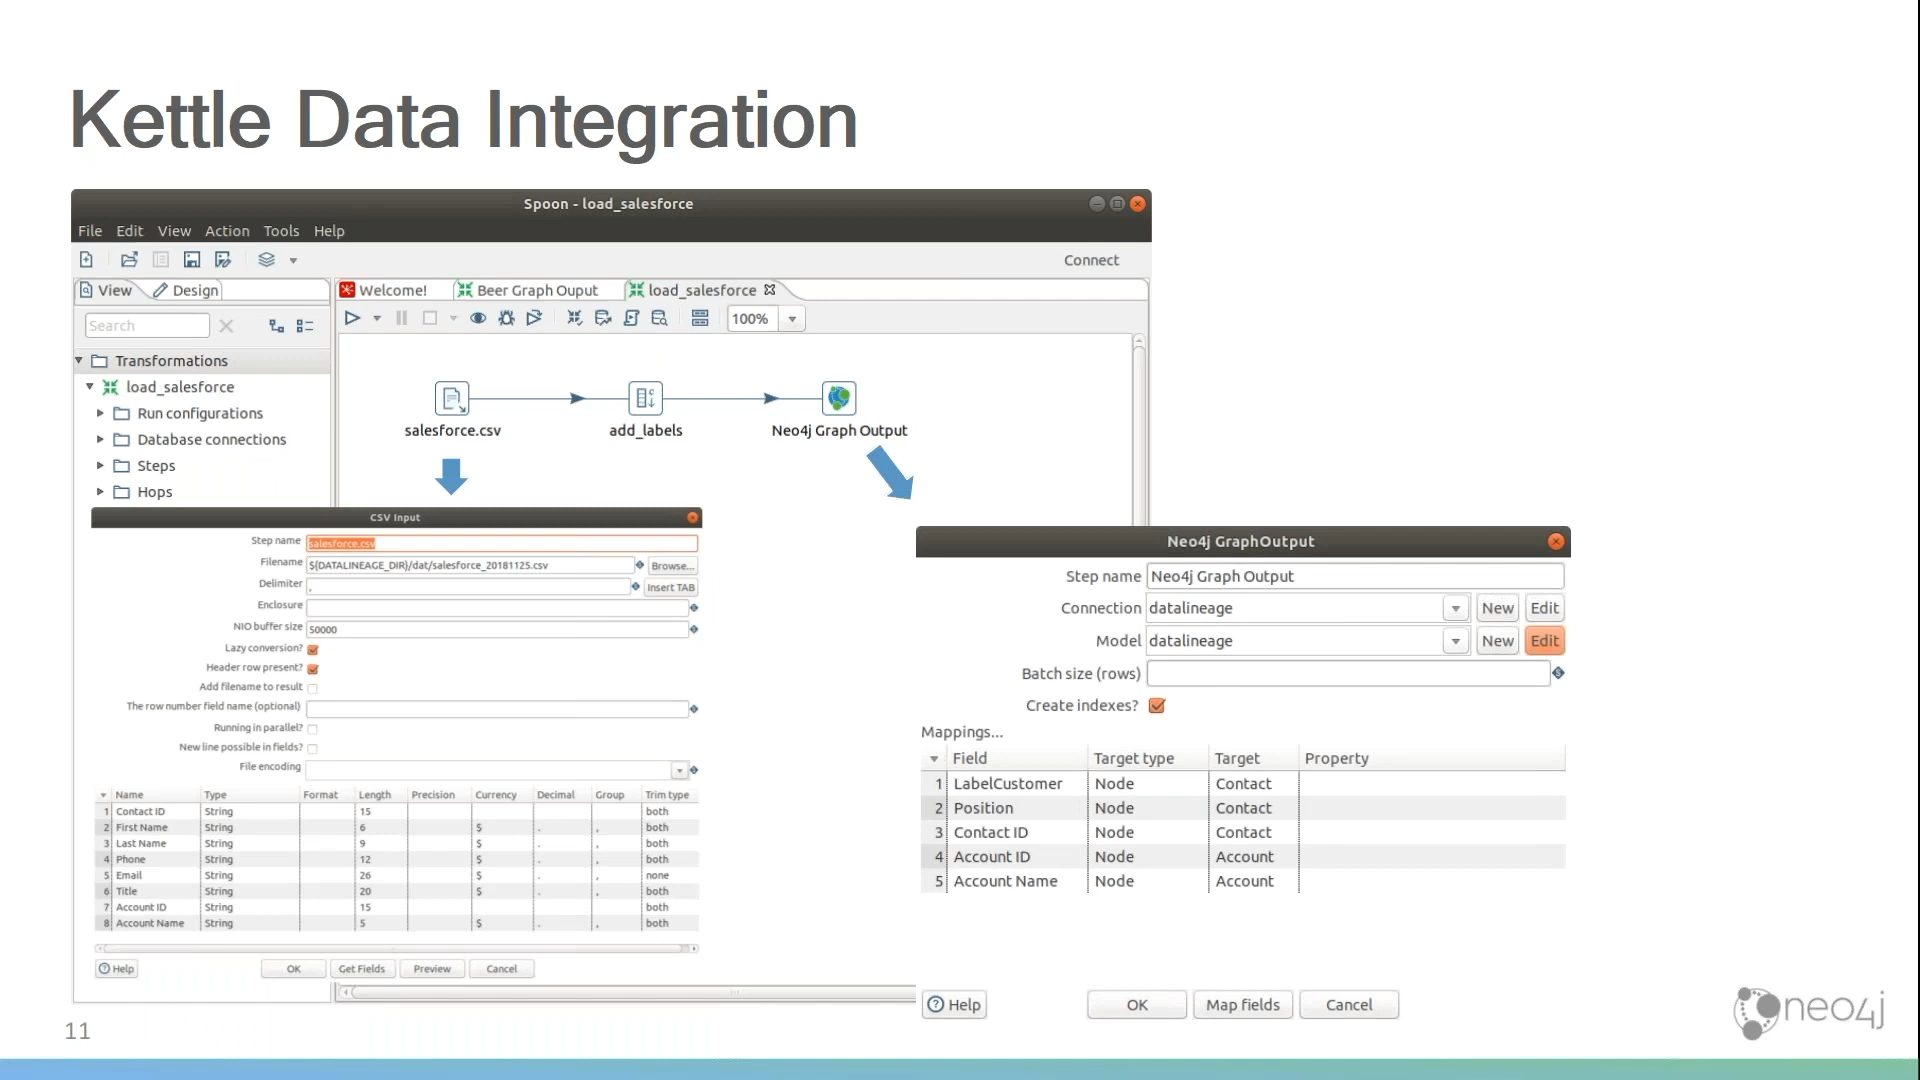 Kettle Data Integration
Spoon - load_salesforce
File Edit View Action Tools Help
Connect
View Design
Welcome! Beer Graph Ouput load_salesforce
Search
100%
Transformations
load_salesforce
Run configurations
Database connections
Steps
Hops
salesforce.csv add_labels Neo4j Graph Output
CSV Input
Step name salesforce.csv
Filename ${DATALINEAGE_DIR}/dat/salesforce_20181125.csv Browse...
Delimiter , Insert TAB
Enclosure
NIO buffer size 50000
Lazy conversion?
Header row present?
Add filename to result
The row number field name (optional)
Running in parallel?
New line possible in fields?
File encoding
Name Type Format Length Precision Currency Decimal Group Trim type
1 Contact ID String 15 both
2 First Name String 6 $ . , both
3 Last Name String 9 $ . , both
4 Phone String 12 $ . , both
5 Email String 26 $ . , none
6 Title String 20 $ . , both
7 Account ID String 15 both
8 Account Name String 5 $ . , both
Help OK Get Fields Preview Cancel
Neo4j GraphOutput
Step name Neo4j Graph Output
Connection datalineage New Edit
Model datalineage New Edit
Batch size (rows)
Create indexes?
Mappings...
Field Target type Target Property
1 LabelCustomer Node Contact
2 Position Node Contact
3 Contact ID Node Contact
4 Account ID Node Account
5 Account Name Node Account
Help OK Map fields Cancel
neo4j
11